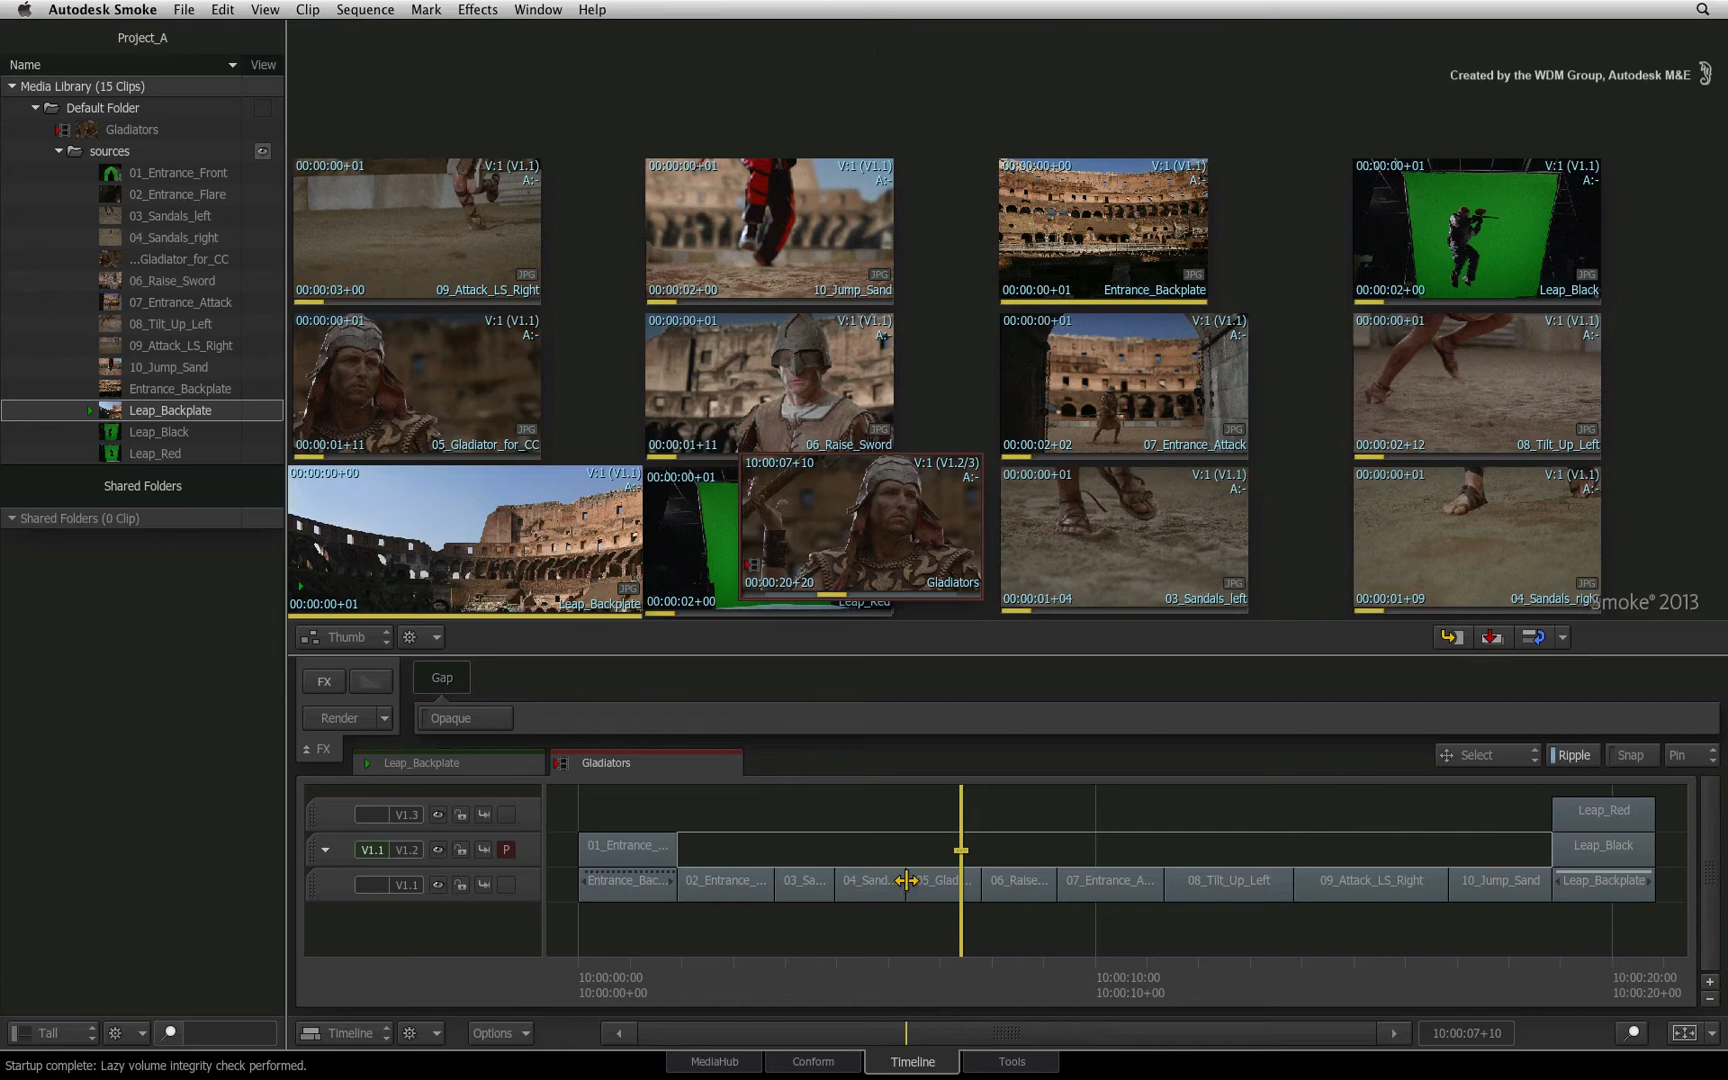 Autodesk Smoke File Edit View Clip Sequence Mark Effects Window Help
Project_A
Name View
Media Library (15 Clips)
Default Folder
Gladiators
sources
01_Entrance_Front
02_Entrance_Flare
03_Sandals_left
04_Sandals_right
...Gladiator_for_CC
06_Raise_Sword
07_Entrance_Attack
08_Tilt_Up_Left
09_Attack_LS_Right
10_Jump_Sand
Entrance_Backplate
Leap_Backplate
Leap_Black
Leap_Red
Shared Folders
Shared Folders (0 Clip)
Created by the WDM Group, Autodesk M&E
00:00:00+01 V:1 (V1.1)
A:-
JPG
00:00:03+00 09_Attack_LS_Right
00:00:00+01 V:1 (V1.1)
A:-
JPG
00:00:02+00 10_Jump_Sand
00:00:00+00 V:1 (V1.1)
A:-
JPG
00:00:00+01 Entrance_Backplate
00:00:00+01 V:1 (V1.1)
A:-
JPG
00:00:02+00 Leap_Black
00:00:00+01 V:1 (V1.1)
A:-
JPG
00:00:01+11 05_Gladiator_for_CC
00:00:00+01 V:1 (V1.1)
A:-
JPG
00:00:01+11 06_Raise_Sword
00:00:00+01 V:1 (V1.1)
A:-
JPG
00:00:02+02 07_Entrance_Attack
00:00:00+01 V:1 (V1.1)
A:-
JPG
00:00:02+12 08_Tilt_Up_Left
00:00:00+00 V:1 (V1.1)
A:-
JPG
00:00:00+01 Leap_Backplate
00:00:00+01
00:00:02+00 Leap_Red
10:00:07+10 V:1 (V1.2/3)
A:-
00:00:20+20 Gladiators
00:00:00+01 V:1 (V1.1)
A:-
JPG
00:00:01+04 03_Sandals_left
00:00:00+01 V:1 (V1.1)
A:-
JPG
00:00:01+09 04_Sandals_right
Smoke® 2013
Thumb
FX Gap
Render Opaque
FX Leap_Backplate Gladiators Select Ripple Snap Pin
V1.3 Leap_Red
V1.1 V1.2 P 01_Entrance_... Leap_Black
V1.1 Entrance_Bac... 02_Entrance_... 03_Sa... 04_Sand... 05_Glad... 06_Raise... 07_Entrance_A... 08_Tilt_Up_Left 09_Attack_LS_Right 10_Jump_Sand Leap_Backplate
10:00:00:00 10:00:10:00 10:00:20:00
10:00:00+00 10:00:10+00 10:00:20+00
Tall Timeline Options 10:00:07+10
MediaHub Conform Timeline Tools
Startup complete: Lazy volume integrity check performed.